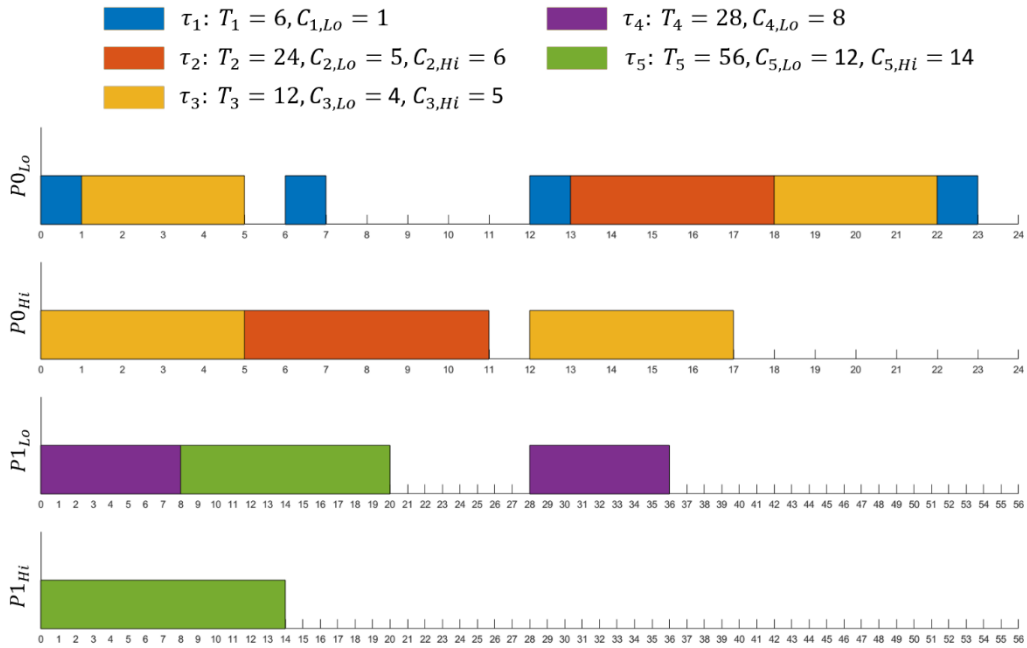 τ₁: T₁ = 6, C₁,Lo = 1
τ₂: T₂ = 24, C₂,Lo = 5, C₂,Hi = 6
τ₃: T₃ = 12, C₃,Lo = 4, C₃,Hi = 5
τ₄: T₄ = 28, C₄,Lo = 8
τ₅: T₅ = 56, C₅,Lo = 12, C₅,Hi = 14
P0Lo
0 1 2 3 4 5 6 7 8 9 10 11 12 13 14 15 16 17 18 19 20 21 22 23 24
P0Hi
0 1 2 3 4 5 6 7 8 9 10 11 12 13 14 15 16 17 18 19 20 21 22 23 24
P1Lo
0 1 2 3 4 5 6 7 8 9 10 11 12 13 14 15 16 17 18 19 20 21 22 23 24 25 26 27 28 29 30 31 32 33 34 35 36 37 38 39 40 41 42 43 44 45 46 47 48 49 50 51 52 53 54 55 56
P1Hi
0 1 2 3 4 5 6 7 8 9 10 11 12 13 14 15 16 17 18 19 20 21 22 23 24 25 26 27 28 29 30 31 32 33 34 35 36 37 38 39 40 41 42 43 44 45 46 47 48 49 50 51 52 53 54 55 56